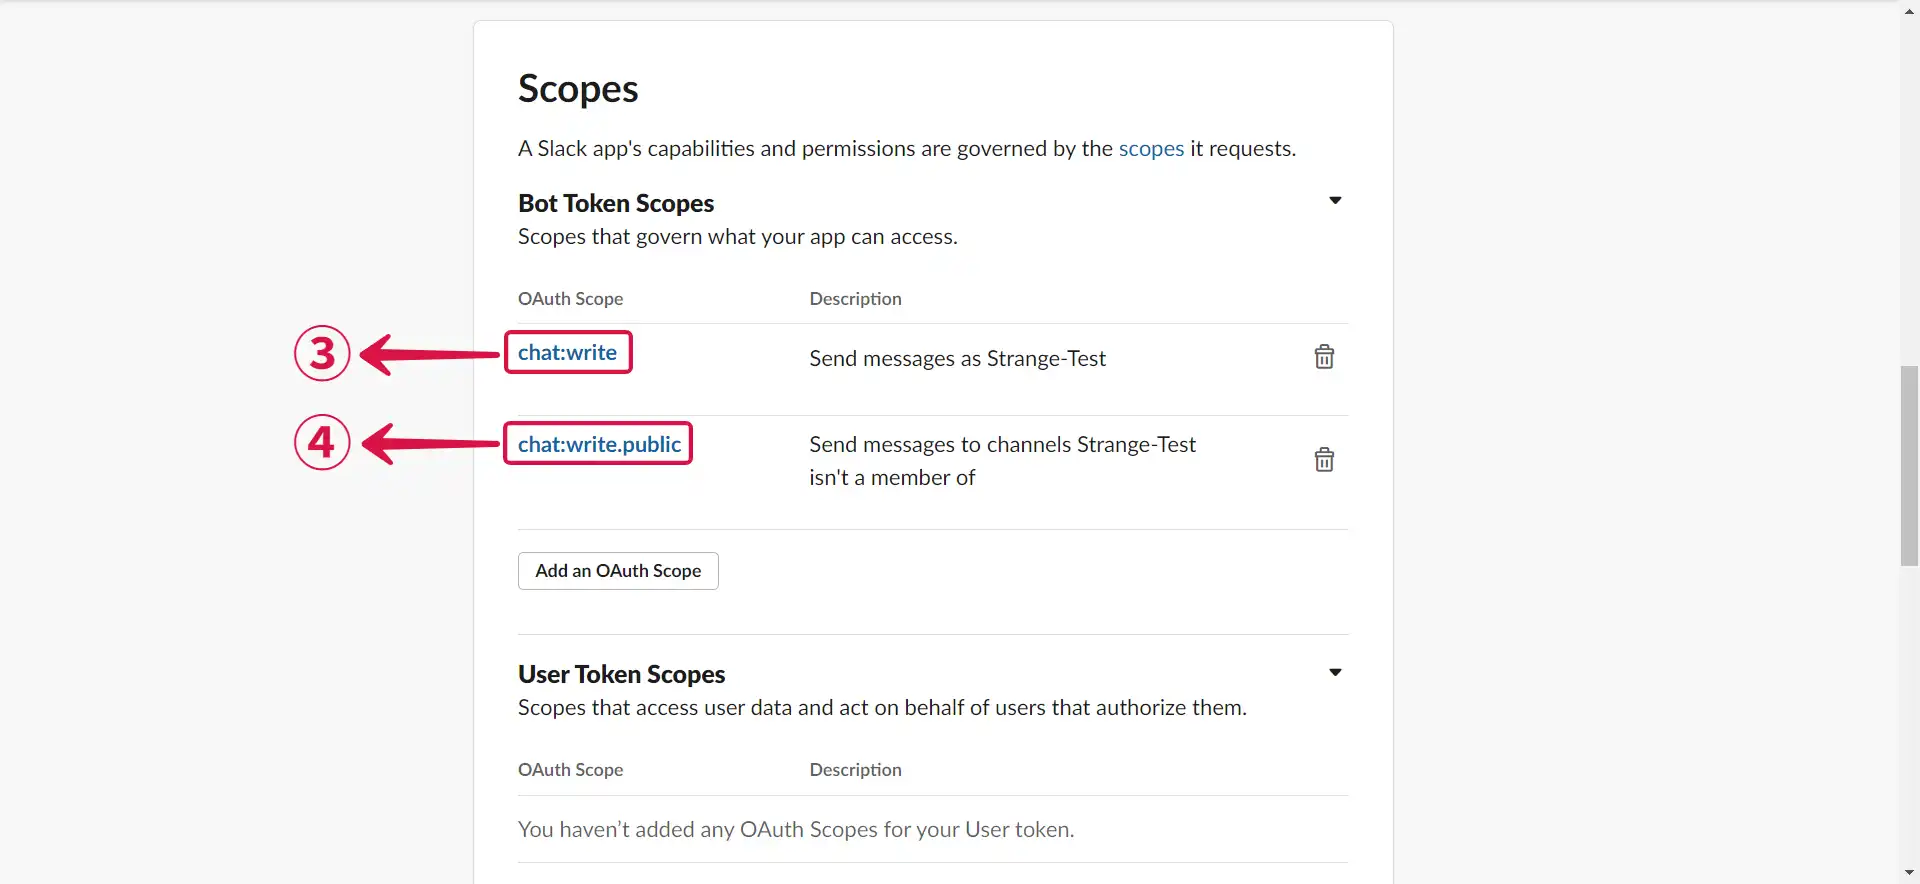 Scopes
A Slack app's capabilities and permissions are governed by the scopes it requests.
Bot Token Scopes
Scopes that govern what your app can access.
OAuth Scope Description
3 chat:write Send messages as Strange-Test
4 chat:write.public Send messages to channels Strange-Test
isn't a member of
Add an OAuth Scope
User Token Scopes
Scopes that access user data and act on behalf of users that authorize them.
OAuth Scope Description
You haven’t added any OAuth Scopes for your User token.